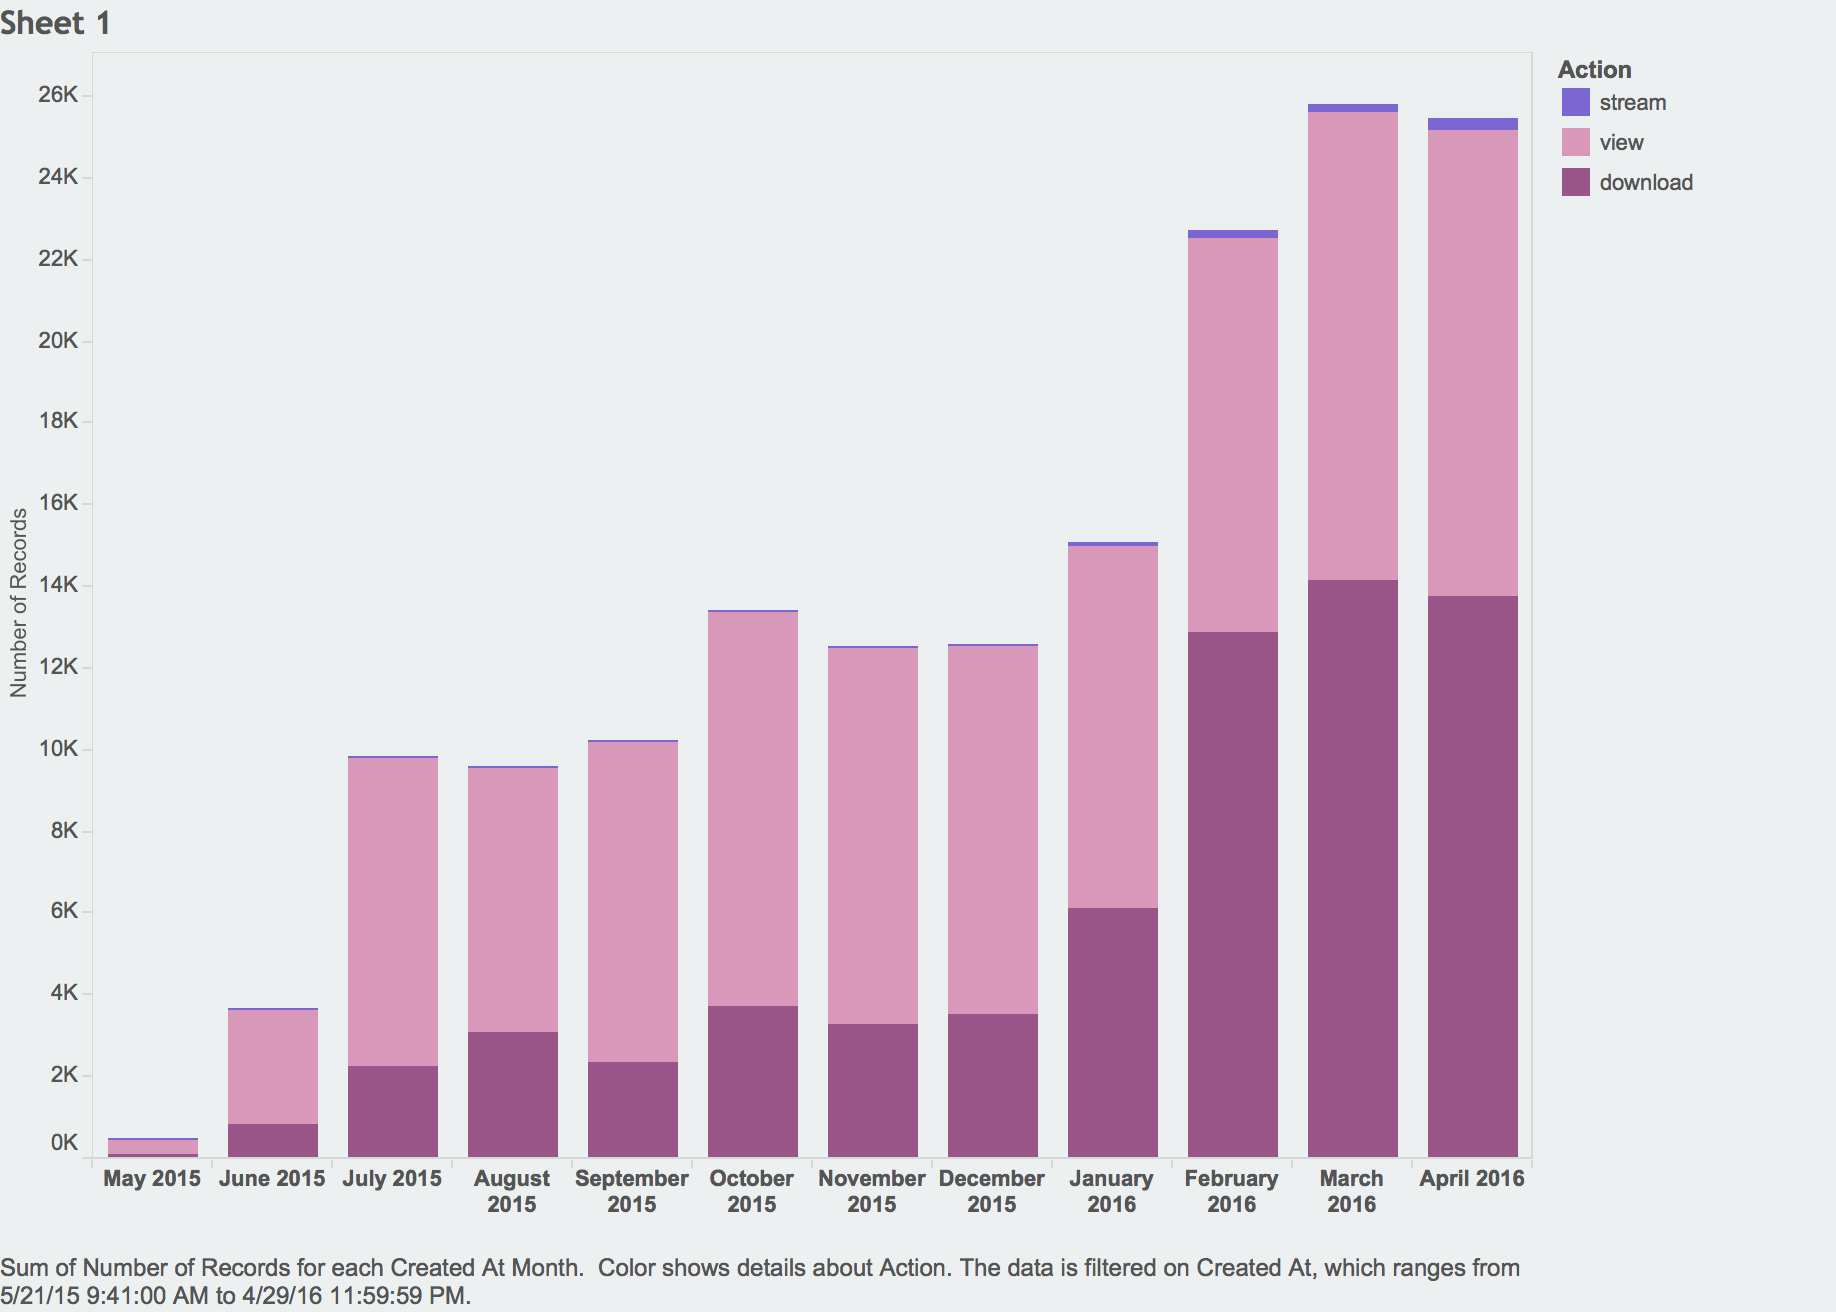 Sheet 1
Action
stream
view
download
Number of Records
26K
24K
22K
20K
18K
16K
14K
12K
10K
8K
6K
4K
2K
0K
May 2015 June 2015 July 2015 August September October November December January February March April 2016
2015 2015 2015 2015 2015 2016 2016 2016
Sum of Number of Records for each Created At Month.  Color shows details about Action. The data is filtered on Created At, which ranges from
5/21/15 9:41:00 AM to 4/29/16 11:59:59 PM.